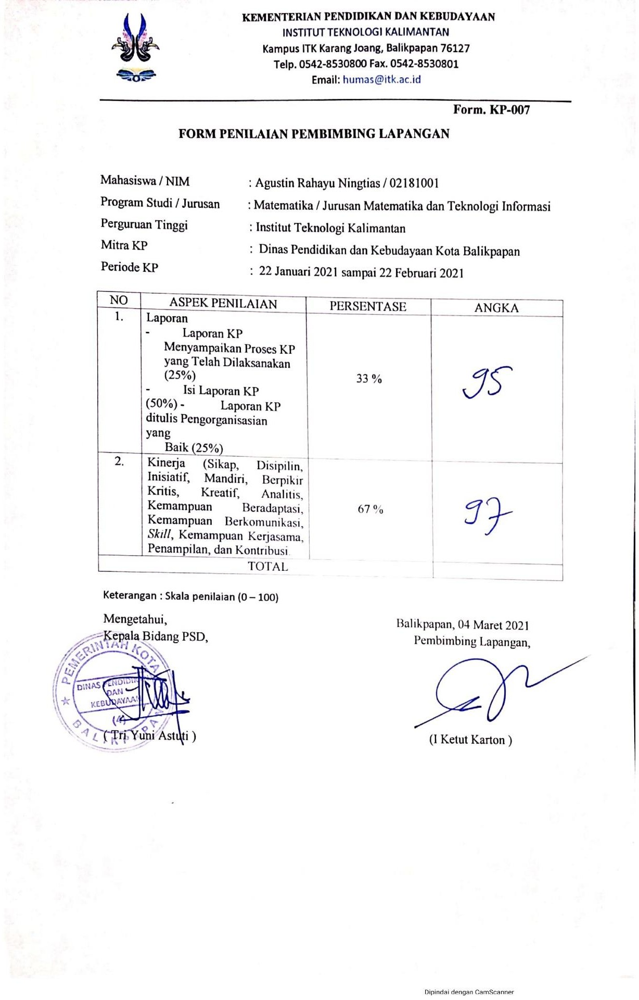 KEMENTERIAN PENDIDIKAN DAN KEBUDAYAAN
INSTITUT TEKNOLOGI KALIMANTAN
Kampus ITK Karang Joang, Balikpapan 76127
Telp. 0542-8530800 Fax. 0542-8530801
Email: humas@itk.ac.id
Form. KP-007
FORM PENILAIAN PEMBIMBING LAPANGAN
Mahasiswa / NIM : Agustin Rahayu Ningtias / 02181001
Program Studi / Jurusan : Matematika / Jurusan Matematika dan Teknologi Informasi
Perguruan Tinggi : Institut Teknologi Kalimantan
Mitra KP : Dinas Pendidikan dan Kebudayaan Kota Balikpapan
Periode KP : 22 Januari 2021 sampai 22 Februari 2021
NO ASPEK PENILAIAN PERSENTASE ANGKA
1. Laporan
- Laporan KP
Menyampaikan Proses KP
yang Telah Dilaksanakan
(25%)
33 % 95
- Isi Laporan KP
(50%) - Laporan KP
ditulis Pengorganisasian
yang
Baik (25%)
2. Kinerja (Sikap, Disipilin,
Inisiatif, Mandiri, Berpikir
Kritis, Kreatif, Analitis,
Kemampuan Beradaptasi,
67 % 97
Kemampuan Berkomunikasi,
Skill, Kemampuan Kerjasama,
Penampilan, dan Kontribusi.
TOTAL
Keterangan : Skala penilaian (0 – 100)
Mengetahui,
Kepala Bidang PSD,
Balikpapan, 04 Maret 2021
Pembimbing Lapangan,
PEMERINTAH KOTA
DINAS PENDIDIKAN
DAN
KEBUDAYAAN
(4)
BALIKPAPAN
( Tri Yuni Astuti )
(I Ketut Karton )
Dipindai dengan CamScanner